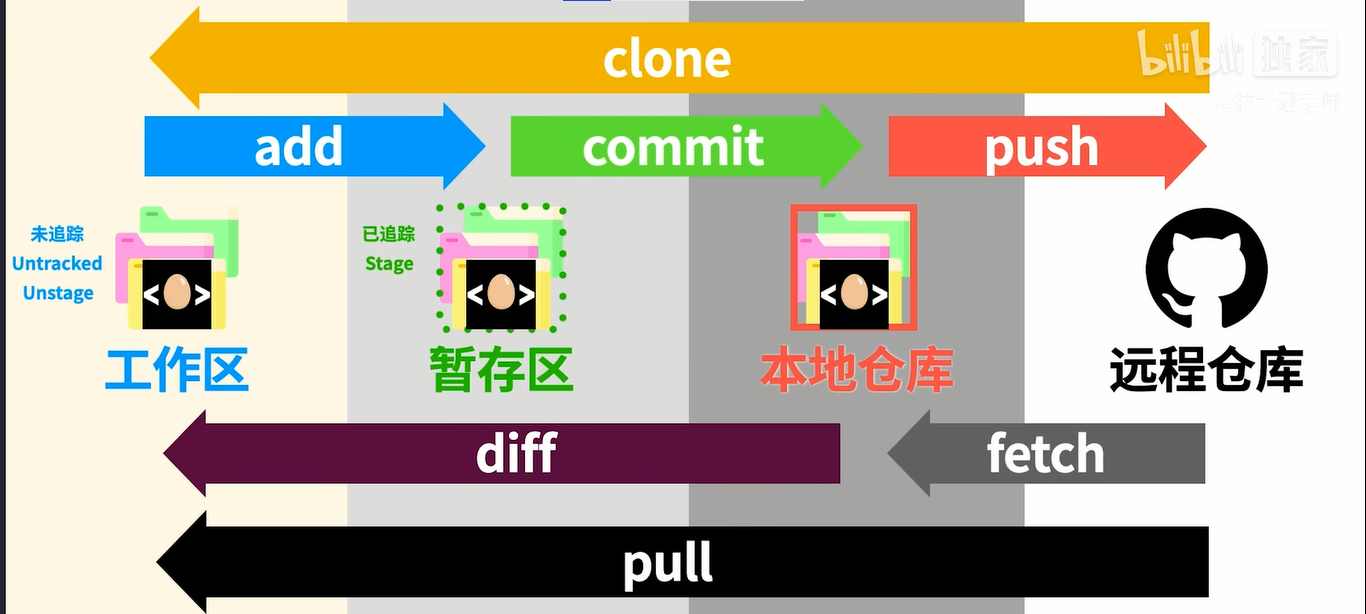 clone
bilibili 独家
add
commit
push
未追踪
Untracked
Unstage
已追踪
Stage
< >
< >
< >
工作区
暂存区
本地仓库
远程仓库
diff
fetch
pull